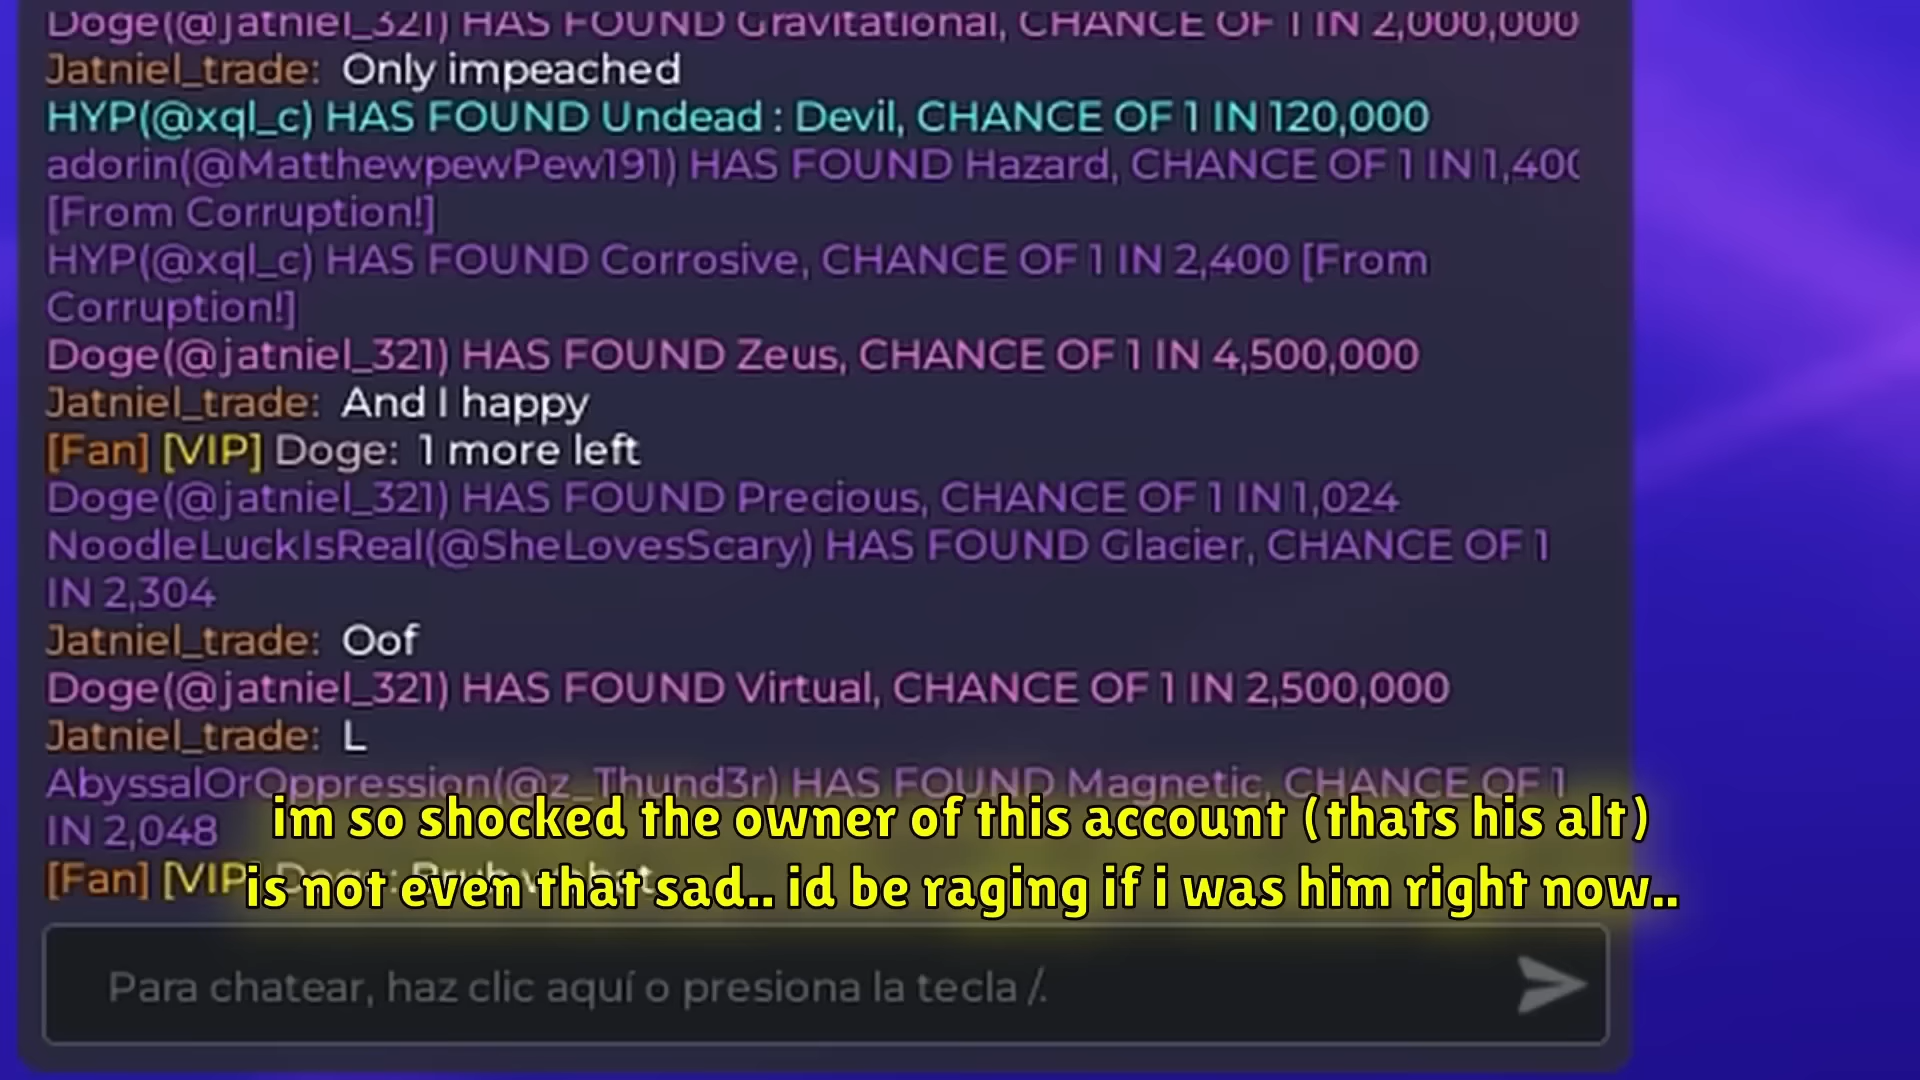 Doge(@jatniel_321) HAS FOUND Gravitational, CHANCE OF 1 IN 2,000,000
Jatniel_trade: Only impeached
HYP(@xql_c) HAS FOUND Undead : Devil, CHANCE OF 1 IN 120,000
adorin(@MatthewpewPew191) HAS FOUND Hazard, CHANCE OF 1 IN 1,400
[From Corruption!]
HYP(@xql_c) HAS FOUND Corrosive, CHANCE OF 1 IN 2,400 [From
Corruption!]
Doge(@jatniel_321) HAS FOUND Zeus, CHANCE OF 1 IN 4,500,000
Jatniel_trade: And I happy
[Fan] [VIP] Doge: 1 more left
Doge(@jatniel_321) HAS FOUND Precious, CHANCE OF 1 IN 1,024
NoodleLuckIsReal(@SheLovesScary) HAS FOUND Glacier, CHANCE OF 1
IN 2,304
Jatniel_trade: Oof
Doge(@jatniel_321) HAS FOUND Virtual, CHANCE OF 1 IN 2,500,000
Jatniel_trade: L
AbyssalOrOppression(@z_Thund3r) HAS FOUND Magnetic, CHANCE OF 1
IN 2,048
[Fan] [VIP
im so shocked the owner of this account (thats his alt)
is not even that sad.. id be raging if i was him right now..
Para chatear, haz clic aquí o presiona la tecla /.